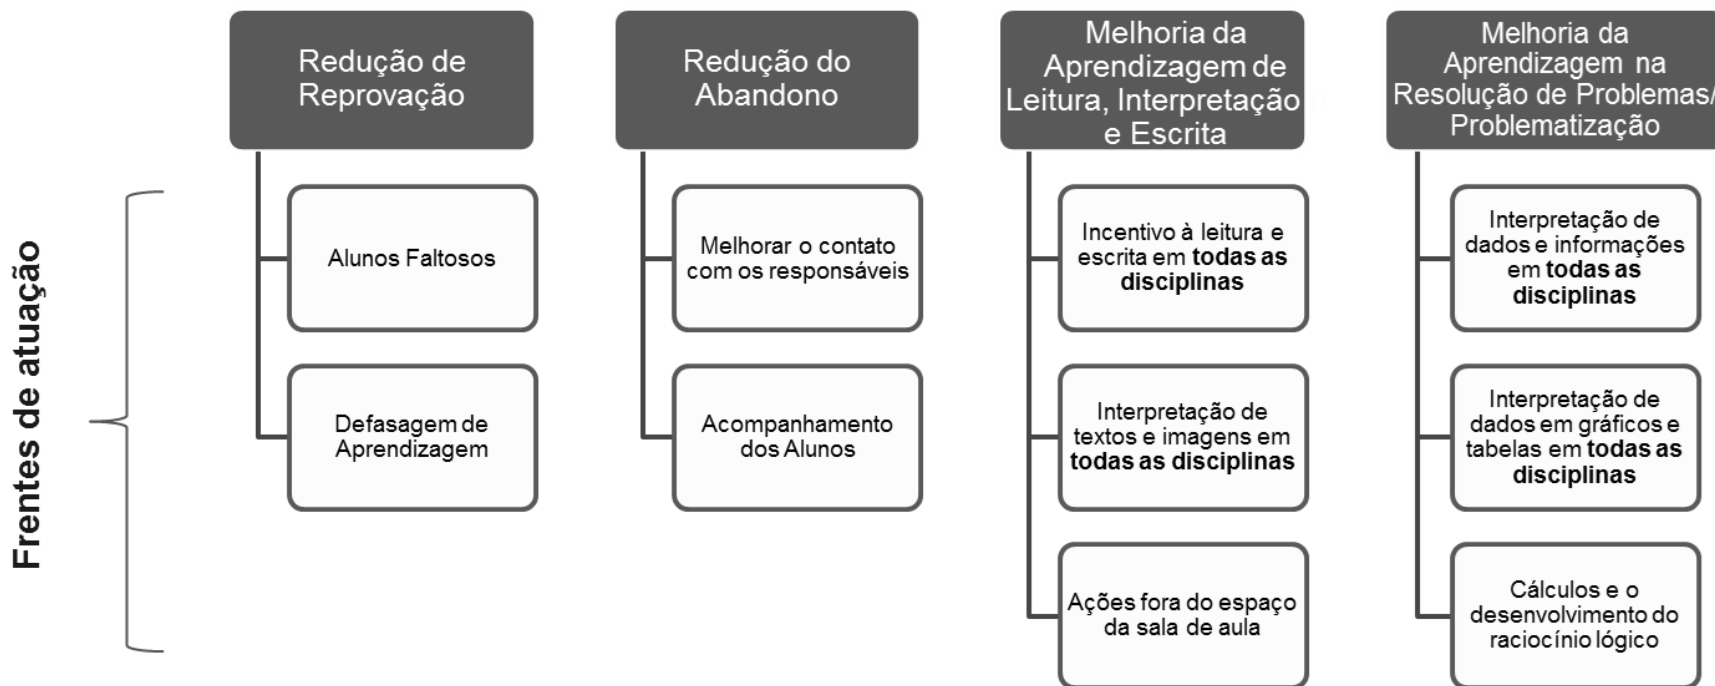 Frentes de atuação
Redução de
Reprovação
Alunos Faltosos
Defasagem de
Aprendizagem
Redução do
Abandono
Melhorar o contato
com os responsáveis
Acompanhamento
dos Alunos
Melhoria da
Aprendizagem de
Leitura, Interpretação
e Escrita
Incentivo à leitura e
escrita em todas as
disciplinas
Interpretação de
textos e imagens em
todas as disciplinas
Ações fora do espaço
da sala de aula
Melhoria da
Aprendizagem na
Resolução de Problemas/
Problematização
Interpretação de
dados e informações
em todas as
disciplinas
Interpretação de
dados em gráficos e
tabelas em todas as
disciplinas
Cálculos e o
desenvolvimento do
raciocínio lógico